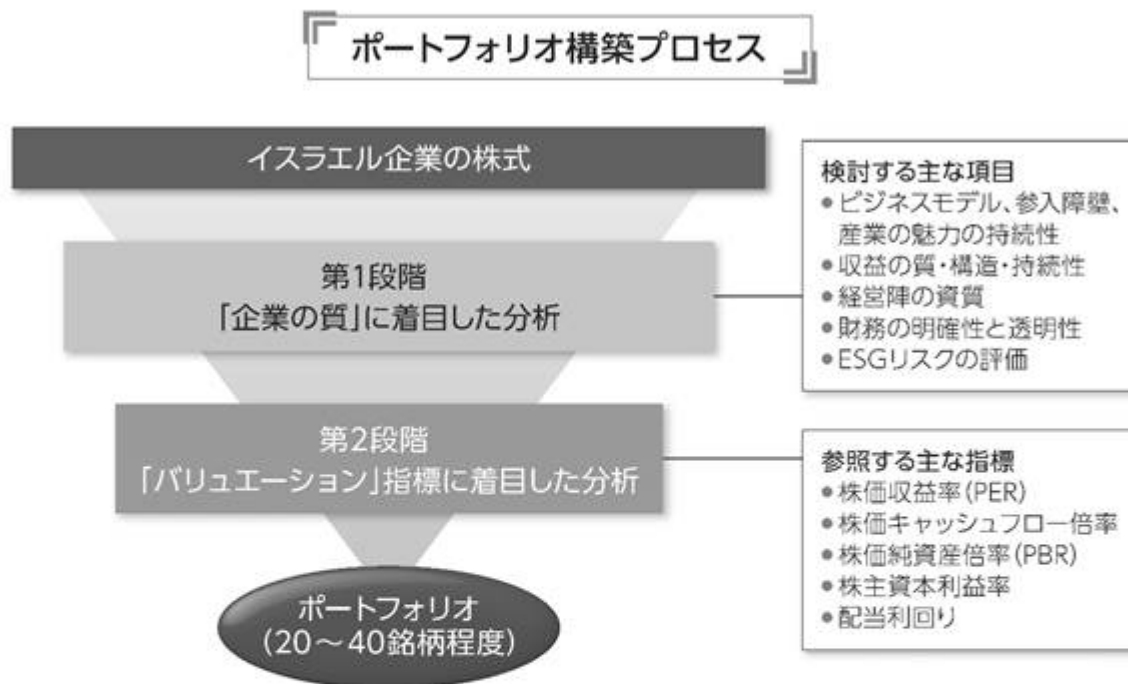 ポートフォリオ構築プロセス
イスラエル企業の株式
第1段階
「企業の質」に着目した分析
検討する主な項目
●ビジネスモデル、参入障壁、
産業の魅力の持続性
●収益の質・構造・持続性
●経営陣の資質
●財務の明確性と透明性
●ESGリスクの評価
第2段階
「バリュエーション」指標に着目した分析
参照する主な指標
●株価収益率(PER)
●株価キャッシュフロー倍率
●株価純資産倍率(PBR)
●株主資本利益率
●配当利回り
ポートフォリオ
(20～40銘柄程度)